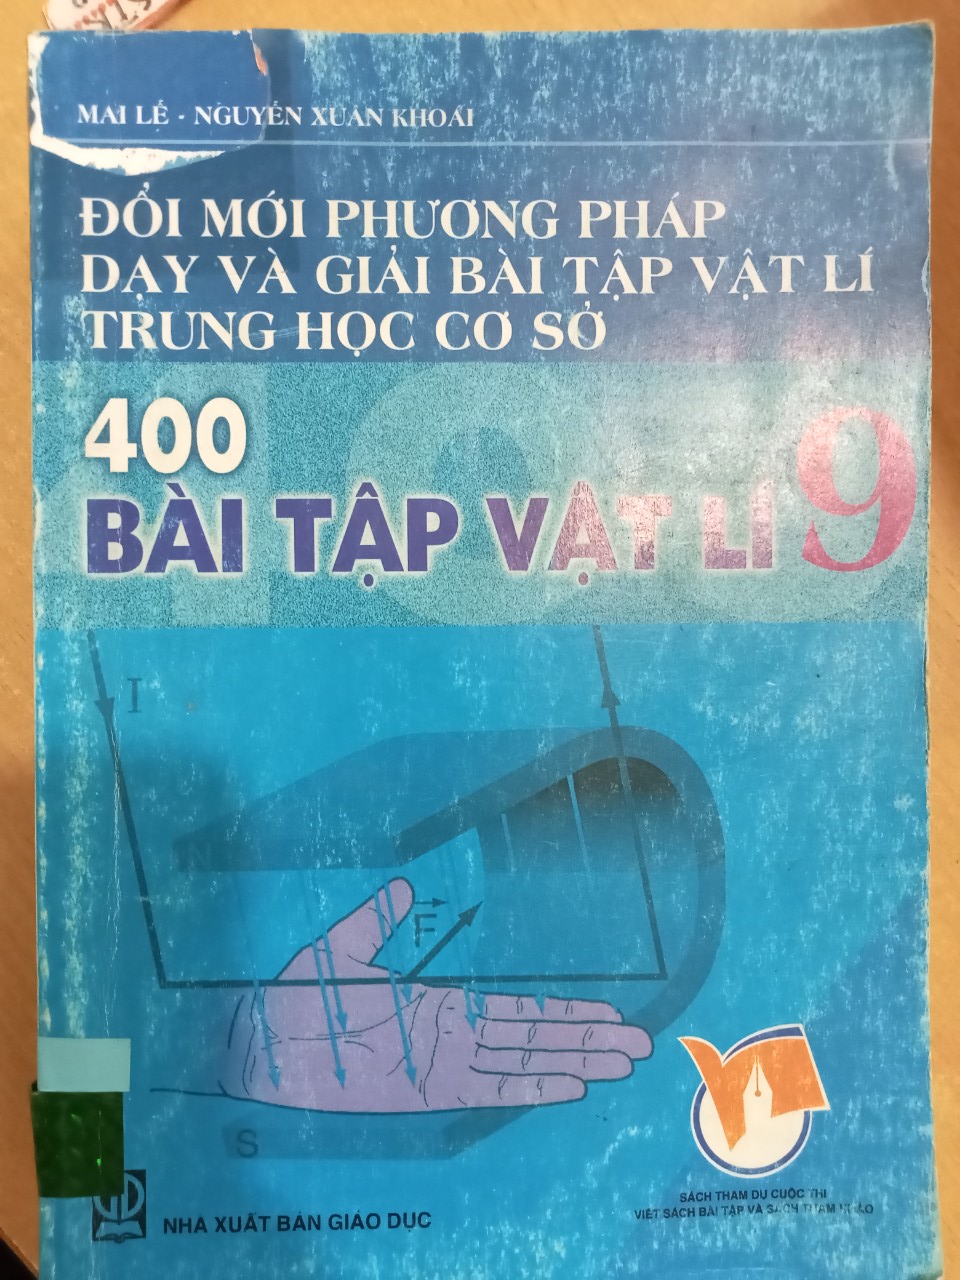 MAI LỄ - NGUYỄN XUÂN KHOÁI
ĐỔI MỚI PHƯƠNG PHÁP
DẠY VÀ GIẢI BÀI TẬP VẬT LÍ
TRUNG HỌC CƠ SỞ
400
BÀI TẬP VẬT LÍ 9
I
N
F
S
SÁCH THAM DỰ CUỘC THI
VIẾT SÁCH BÀI TẬP VÀ SÁCH THAM KHẢO
NHÀ XUẤT BẢN GIÁO DỤC